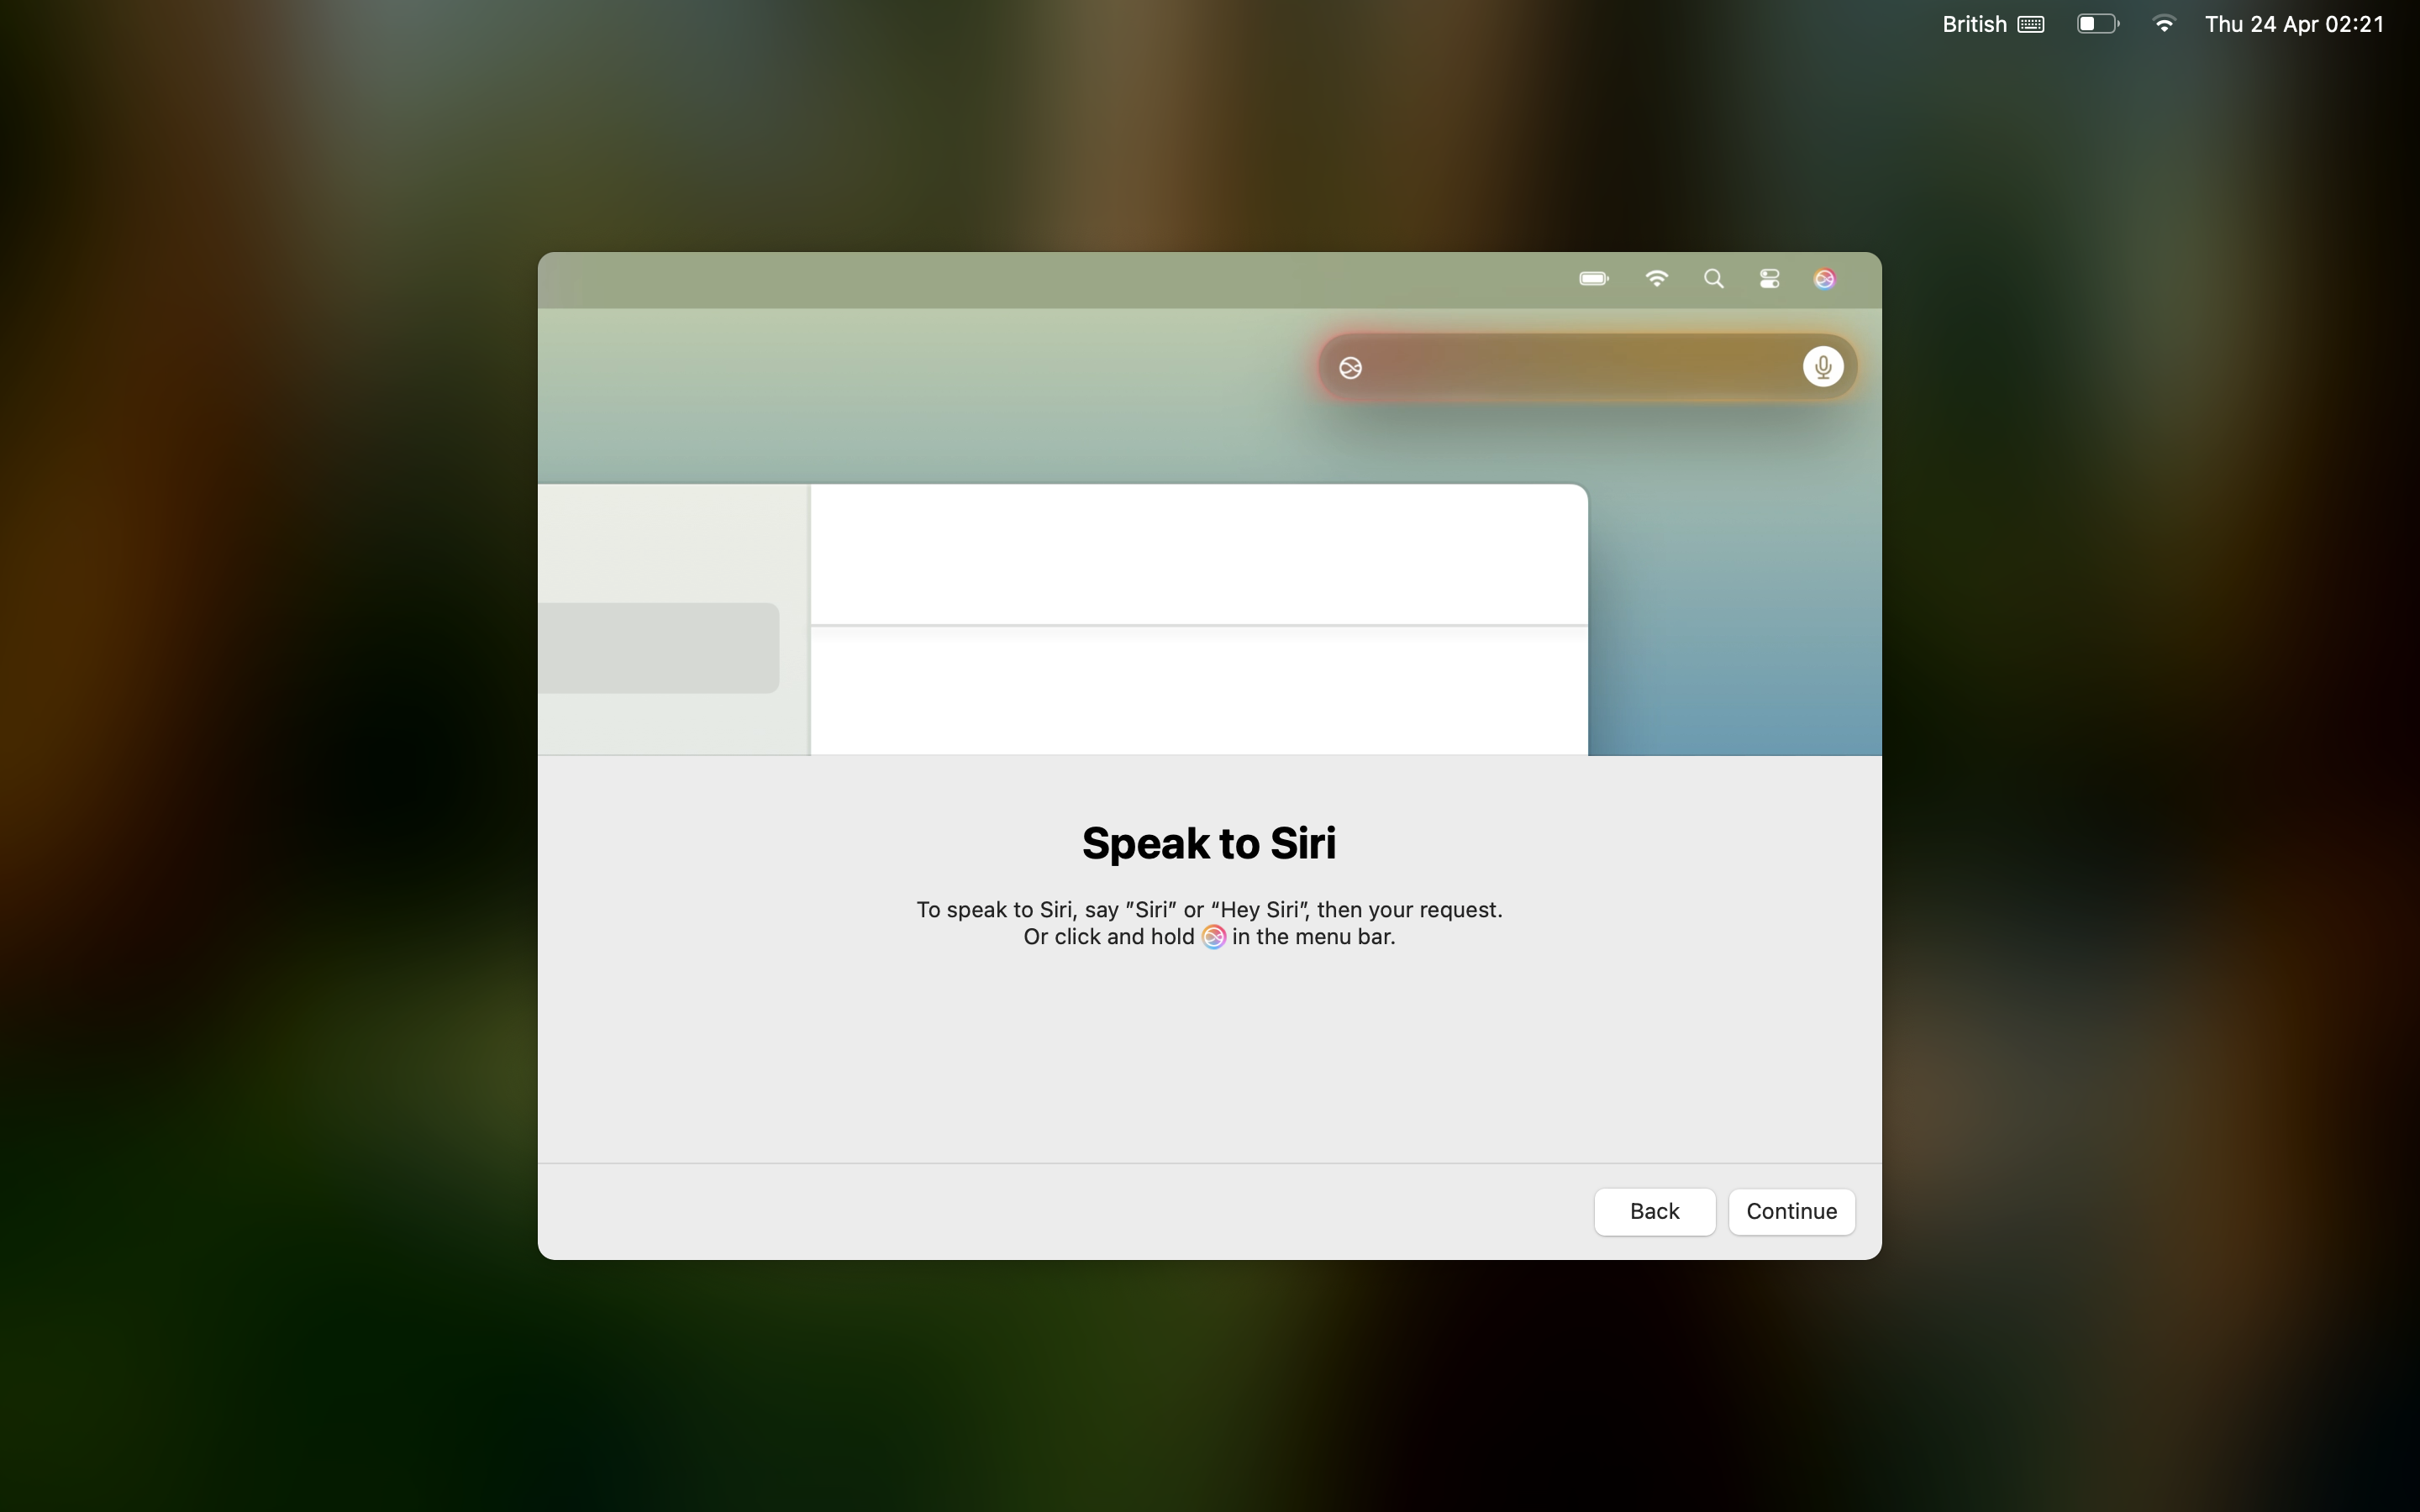 British Thu 24 Apr 02:21
Speak to Siri
To speak to Siri, say ”Siri” or “Hey Siri”, then your request.
Or click and hold in the menu bar.
Back Continue